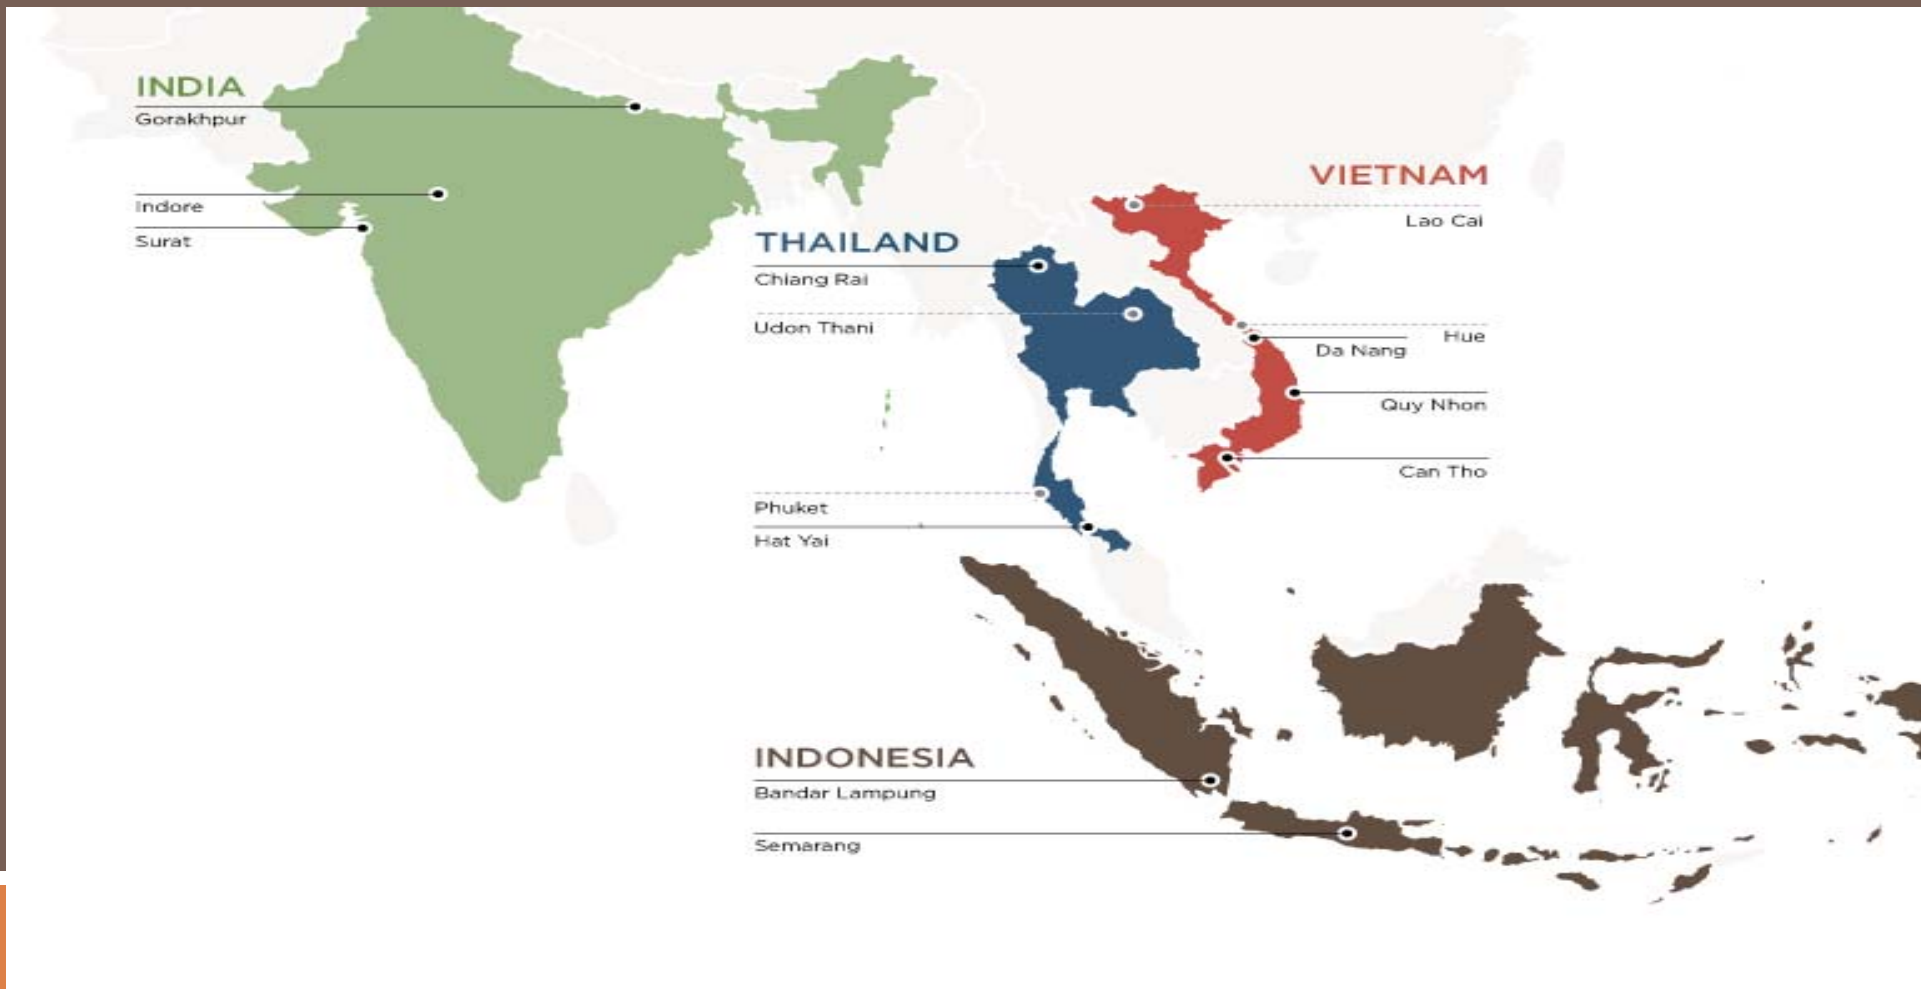 INDIA
Gorakhpur
Indore
Surat
THAILAND
Chiang Rai
Udon Thani
Phuket
Hat Yai
VIETNAM
Lao Cai
Hue
Da Nang
Quy Nhon
Can Tho
INDONESIA
Bandar Lampung
Semarang